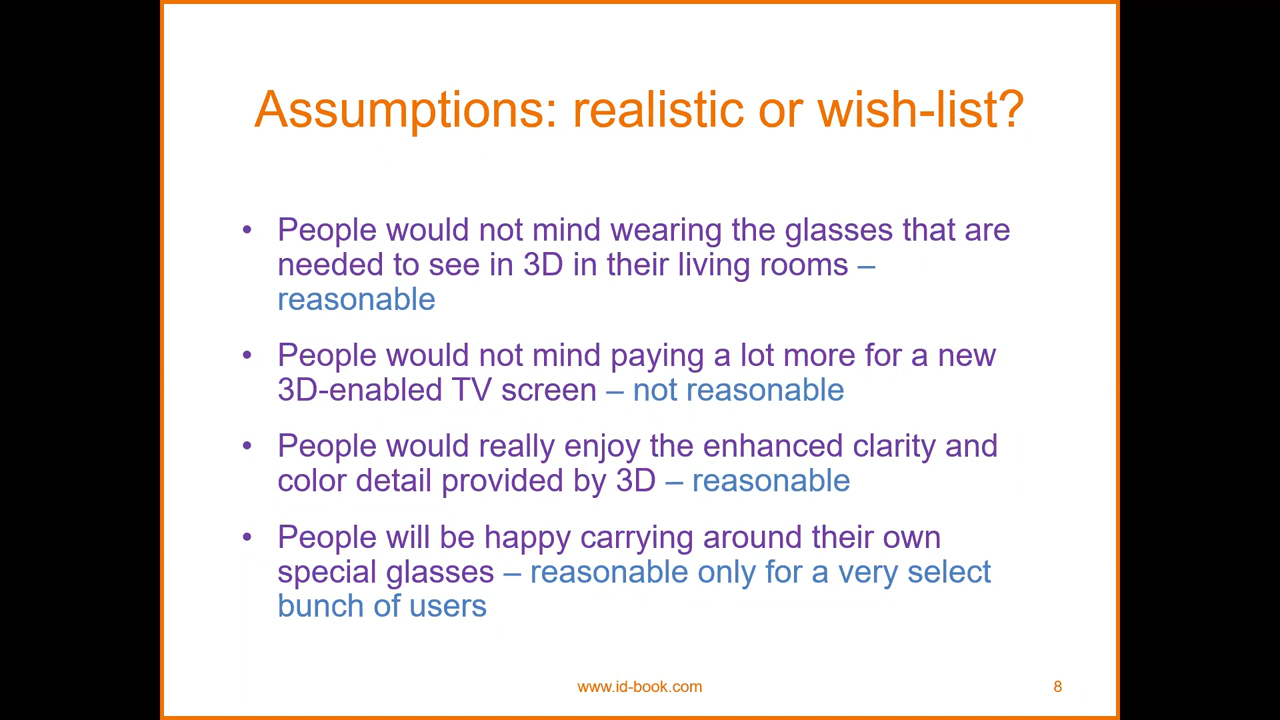 Assumptions: realistic or wish-list?
• People would not mind wearing the glasses that are
needed to see in 3D in their living rooms –
reasonable
• People would not mind paying a lot more for a new
3D-enabled TV screen – not reasonable
• People would really enjoy the enhanced clarity and
color detail provided by 3D – reasonable
• People will be happy carrying around their own
special glasses – reasonable only for a very select
bunch of users
www.id-book.com
8